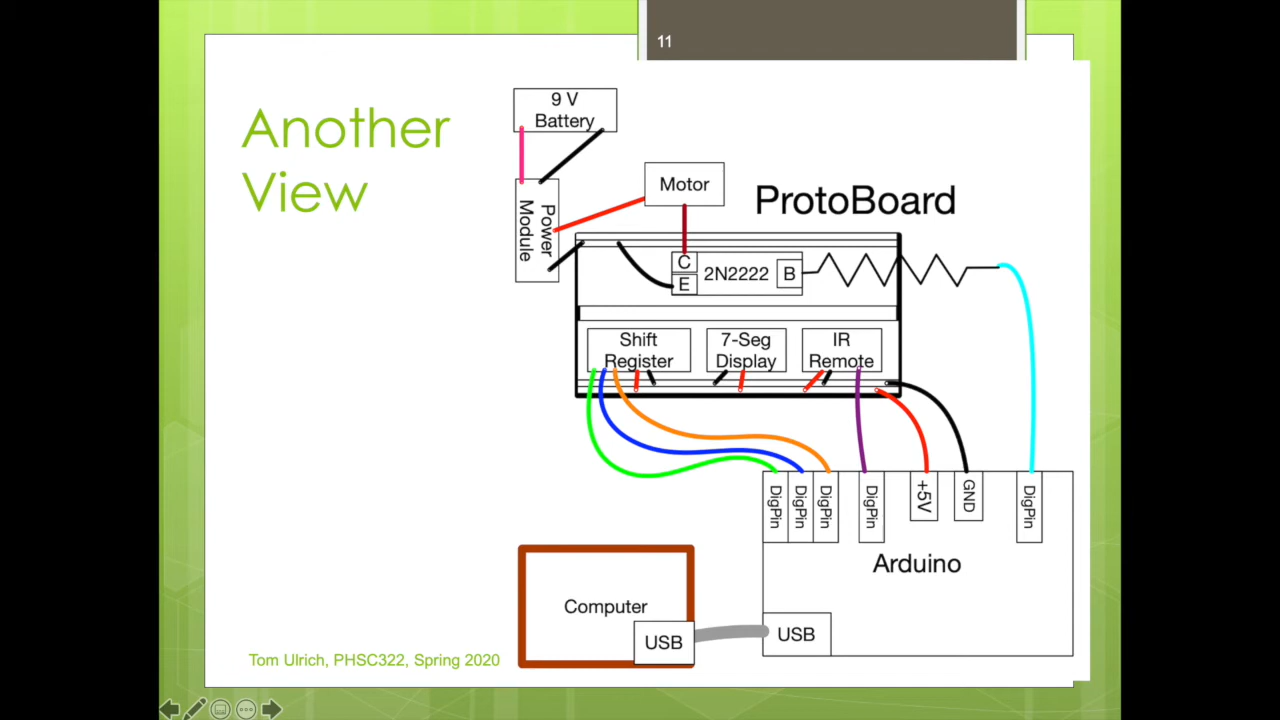 11
Another
View
9 V
Battery
Power
Module
Motor
ProtoBoard
C
E
2N2222
B
Shift
Register
7-Seg
Display
IR
Remote
DigPin
DigPin
DigPin
DigPin
+5V
GND
DigPin
Arduino
Computer
USB
USB
Tom Ulrich, PHSC322, Spring 2020